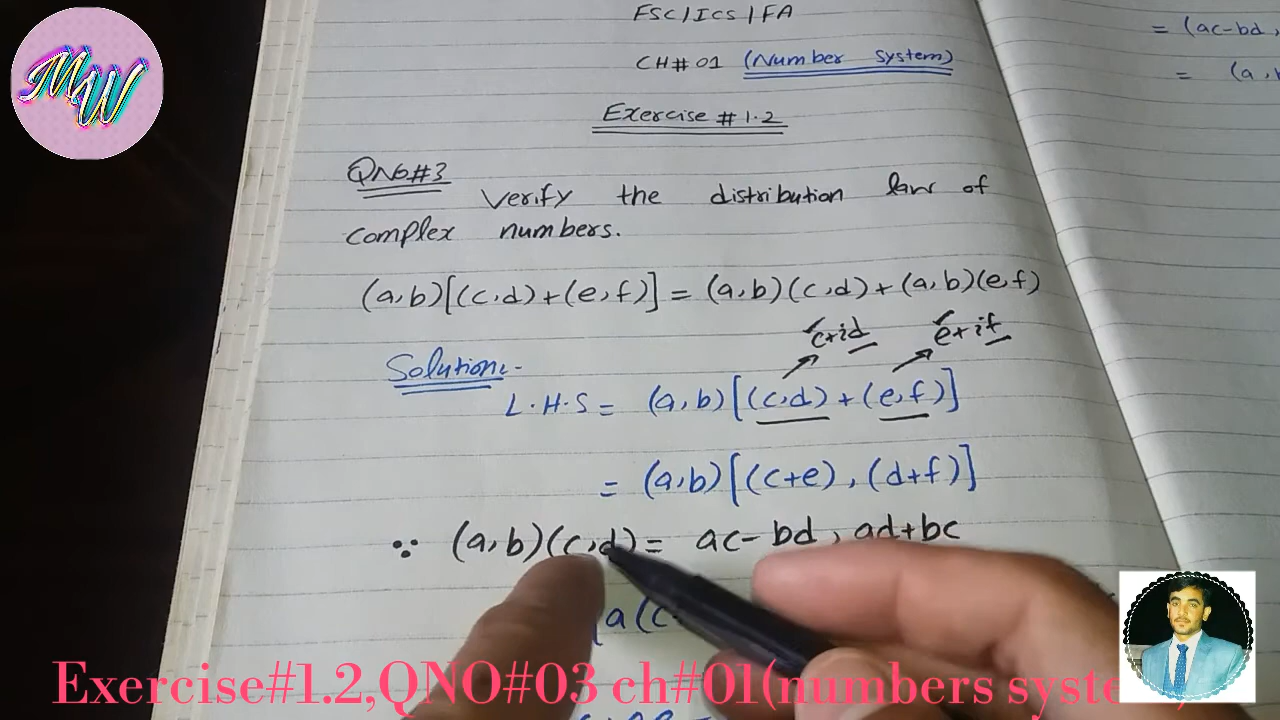 MW
FSC/ICS/FA
CH# 01 (Number System)
Exercise # 1.2
QNo#3
Verify the distribution law of
complex numbers.
(a,b)[(c,d)+(e,f)] = (a,b)(c,d)+(a,b)(e,f)
c+id e+if
Solution:-
L.H.S = (a,b)[(c,d)+(e,f)]
= (a,b)[(c+e),(d+f)]
∵ (a,b)(c,d)= ac-bd, ad+bc
a(c
= (ac-bd,
= (a,
Exercise#1.2,QNO#03 ch#01(numbers syste